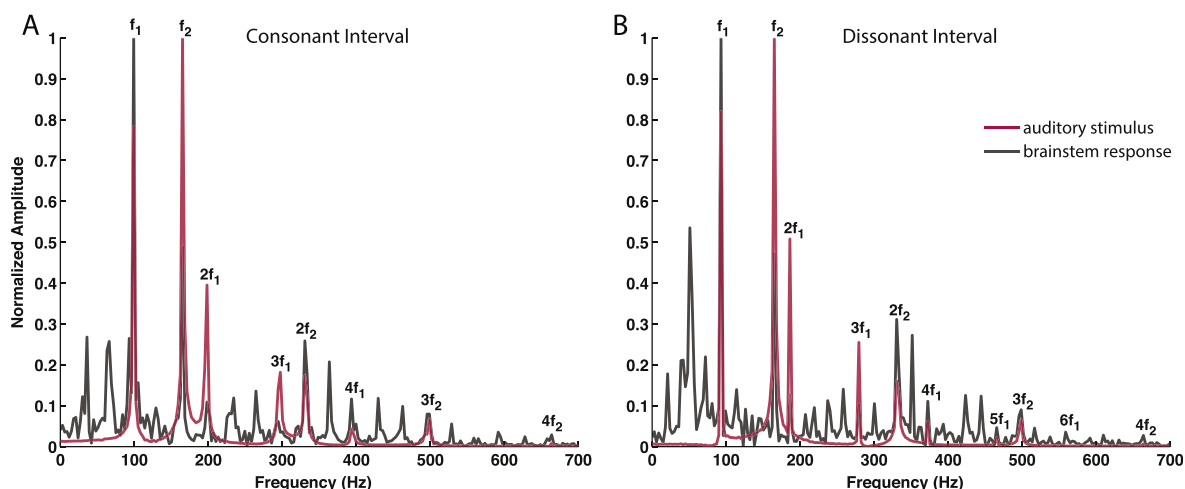 A
Consonant Interval
Normalized Amplitude
1
0.9
0.8
0.7
0.6
0.5
0.4
0.3
0.2
0.1
0
f₁
f₂
2f₁
3f₁
2f₂
4f₁
3f₂
4f₂
0 100 200 300 400 500 600 700
Frequency (Hz)
B
Dissonant Interval
auditory stimulus
brainstem response
1
0.9
0.8
0.7
0.6
0.5
0.4
0.3
0.2
0.1
0
f₁
f₂
2f₁
3f₁
2f₂
4f₁
5f₁
3f₂
6f₁
4f₂
0 100 200 300 400 500 600 700
Frequency (Hz)